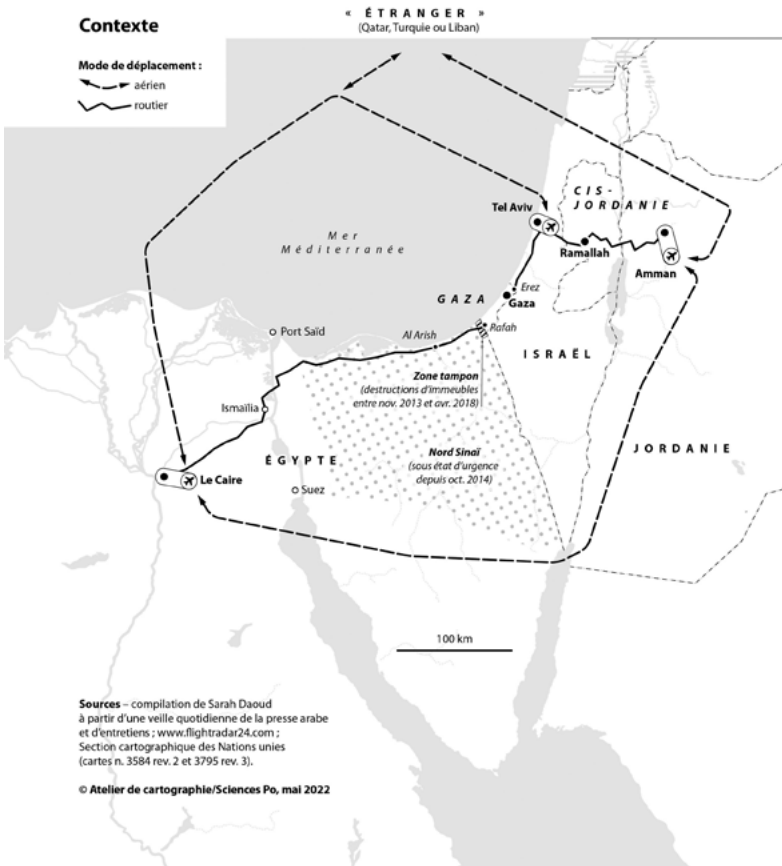 Contexte
« ÉTRANGER »
(Qatar, Turquie ou Liban)
Mode de déplacement :
aérien
routier
CIS-
JORDANIE
Tel Aviv
Mer
Méditerranée
Ramallah
Amman
Erez
GAZA
Gaza
Port Saïd
Al Arish
Rafah
ISRAËL
Zone tampon
(destructions d'immeubles
entre nov. 2013 et avr. 2018)
Ismaïlia
JORDANIE
Nord Sinaï
(sous état d'urgence
depuis oct. 2014)
ÉGYPTE
Le Caire
Suez
100 km
Sources – compilation de Sarah Daoud
à partir d'une veille quotidienne de la presse arabe
et d'entretiens ; www.flightradar24.com ;
Section cartographique des Nations unies
(cartes n. 3584 rev. 2 et 3795 rev. 3).
© Atelier de cartographie/Sciences Po, mai 2022